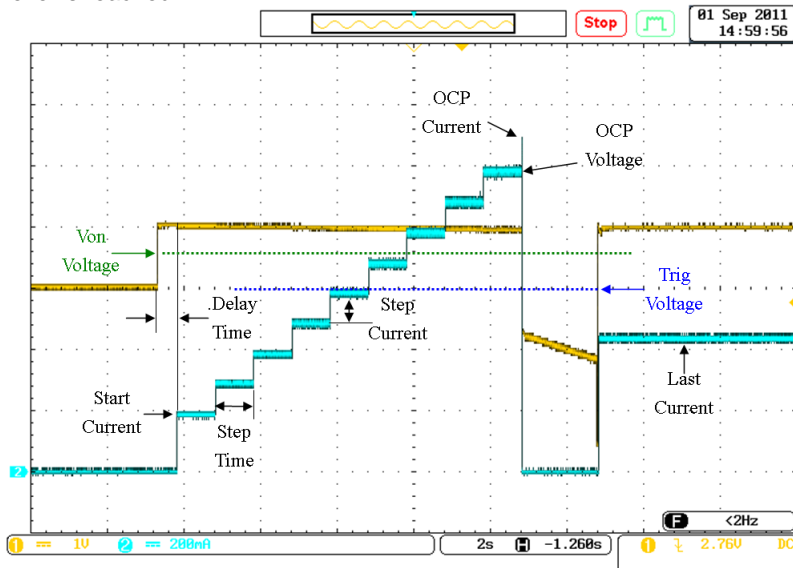 Stop
01 Sep 2011
14:59:56
OCP
Current
OCP
Voltage
Von
Voltage
Trig
Voltage
.Delay
Time
Step
Current
Start
Current
Step
Time
Last
Current
2
F <2Hz
1 1V 2 200mA
2s H -1.260s
1 2.76V DC